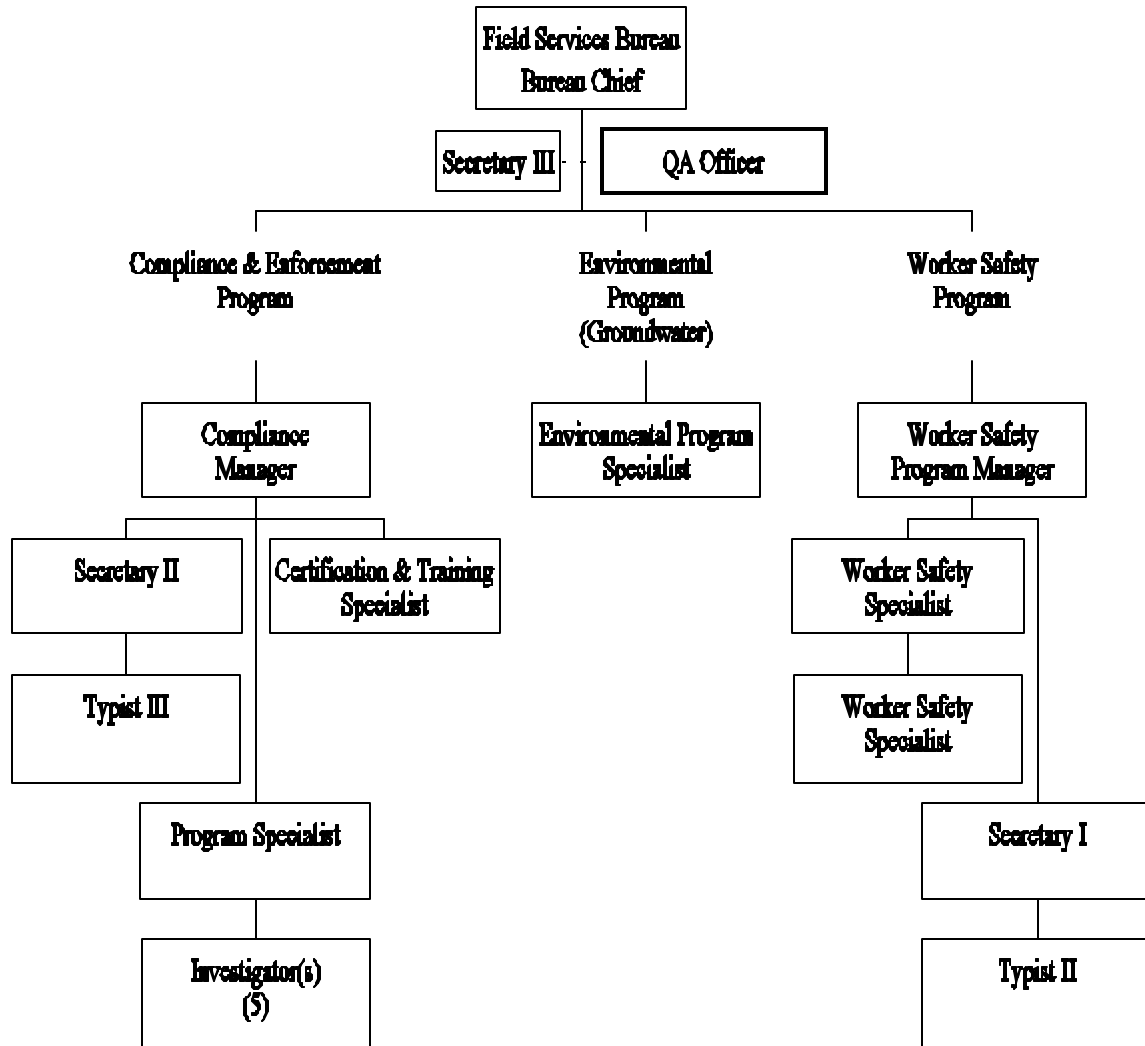 Field Services Bureau
Bureau Chief
Secretary III
QA Officer
Compliance & Enforcement
Program
Environmental
Program
(Groundwater)
Worker Safety
Program
Compliance
Manager
Environmental Program
Specialist
Worker Safety
Program Manager
Secretary II
Certification & Training
Specialist
Worker Safety
Specialist
Typist III
Worker Safety
Specialist
Program Specialist
Secretary I
Investigator(s)
(5)
Typist II